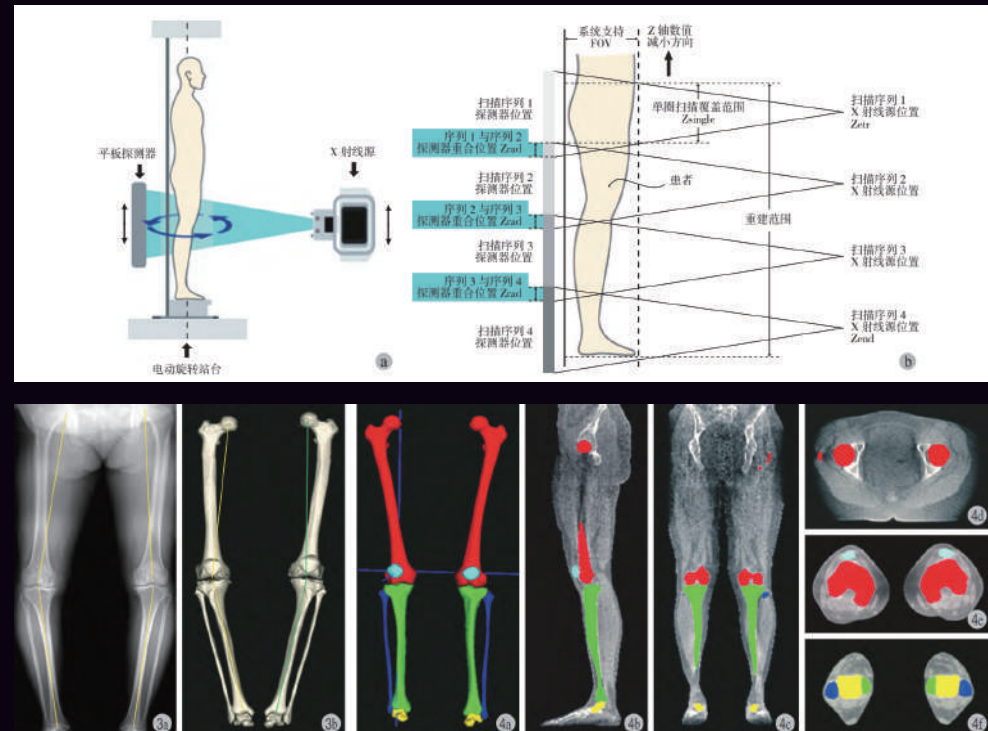 平板探测器
X 射线源
电动旋转站台
a
系统支持
FOV
Z 轴数值
减小方向
扫描序列 1
探测器位置
序列 1 与序列 2
探测器重合位置 Zrad
扫描序列 2
探测器位置
序列 2 与序列 3
探测器重合位置 Zrad
扫描序列 3
探测器位置
序列 3 与序列 4
探测器重合位置 Zrad
扫描序列 4
探测器位置
单圈扫描覆盖范围
Zsingle
患者
重建范围
扫描序列 1
X 射线源位置
Zetr
扫描序列 2
X 射线源位置
扫描序列 3
X 射线源位置
扫描序列 4
X 射线源位置
Zend
b
3a
3b
4a
4b
4c
4d
4e
4f